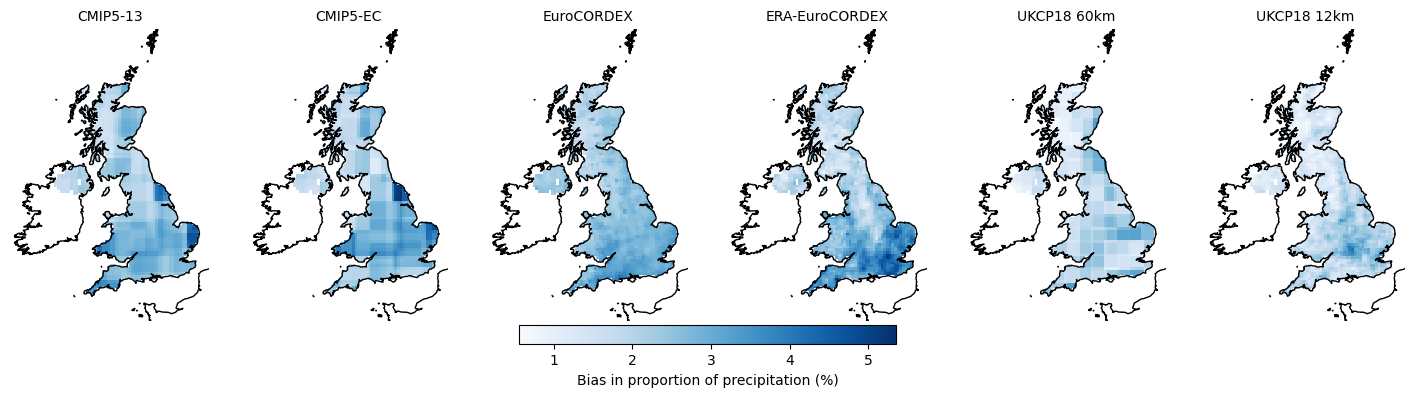 CMIP5-13
CMIP5-EC
EuroCORDEX
ERA-EuroCORDEX
UKCP18 60km
UKCP18 12km
1 2 3 4 5
Bias in proportion of precipitation (%)